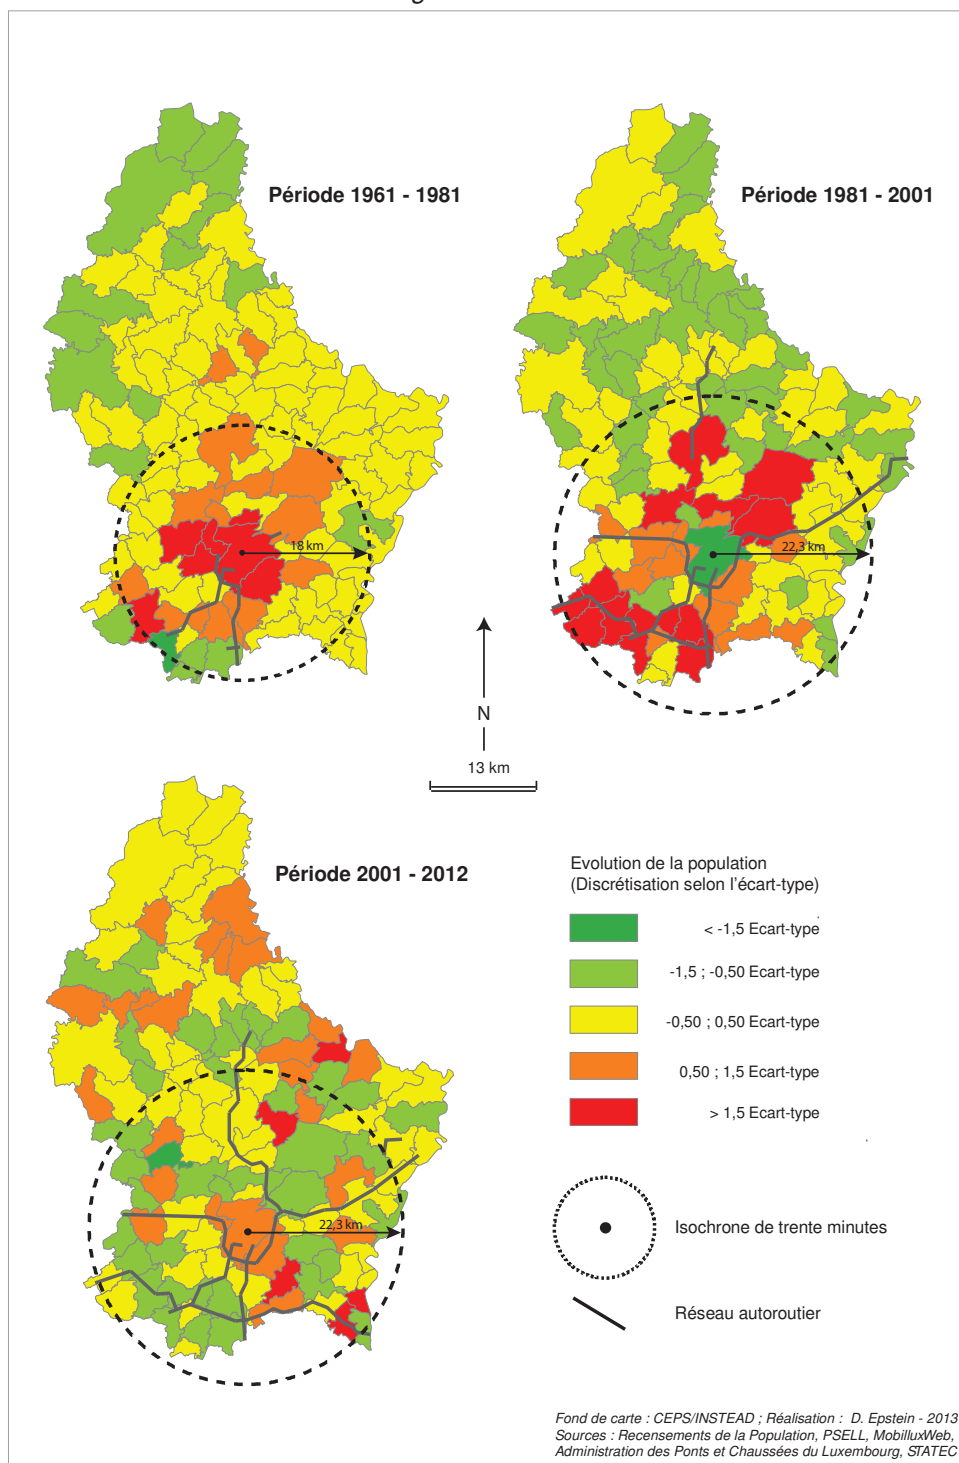 Période 1961 - 1981
Période 1981 - 2001
18 km
22,3 km
N
13 km
Période 2001 - 2012
22,3 km
Evolution de la population
(Discrétisation selon l'écart-type)
< -1,5 Ecart-type
-1,5 ; -0,50 Ecart-type
-0,50 ; 0,50 Ecart-type
0,50 ; 1,5 Ecart-type
> 1,5 Ecart-type
Isochrone de trente minutes
Réseau autoroutier
Fond de carte : CEPS/INSTEAD ; Réalisation : D. Epstein - 2013
Sources : Recensements de la Population, PSELL, MobilluxWeb,
Administration des Ponts et Chaussées du Luxembourg, STATEC